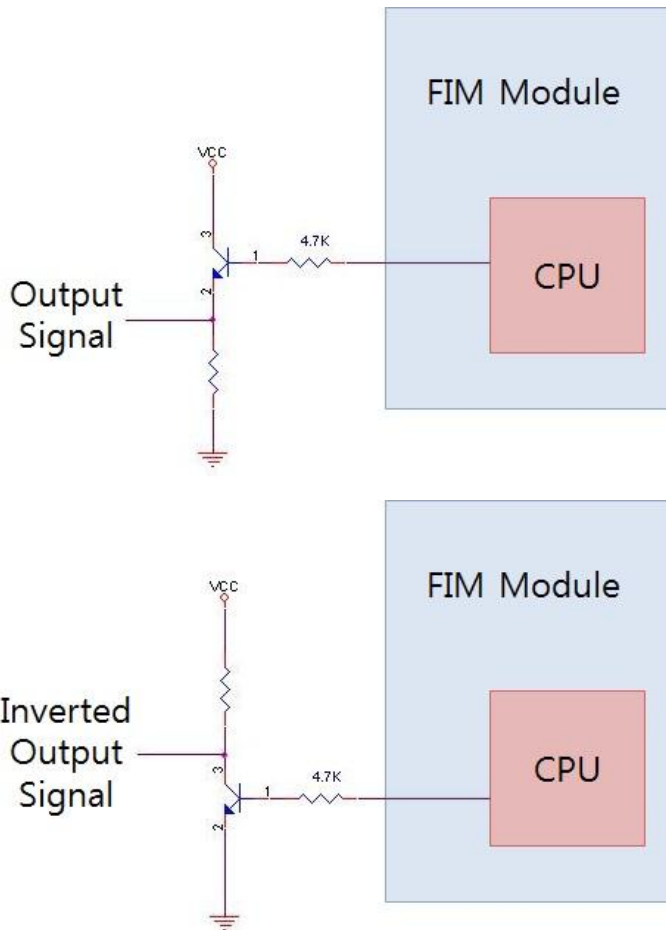 FIM Module
VCC
3
1
4.7K
CPU
2
Output
Signal
FIM Module
VCC
Inverted
Output
Signal
3
4.7K
1
CPU
2